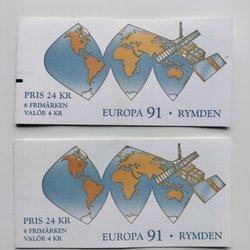 PRIS 24 KR
6 FRIMÄRKEN
VALÖR 4 KR
EUROPA 91 · RYMDEN
PRIS 24 KR
6 FRIMÄRKEN
VALÖR 4 KR
EUROPA 91 · RYMDEN